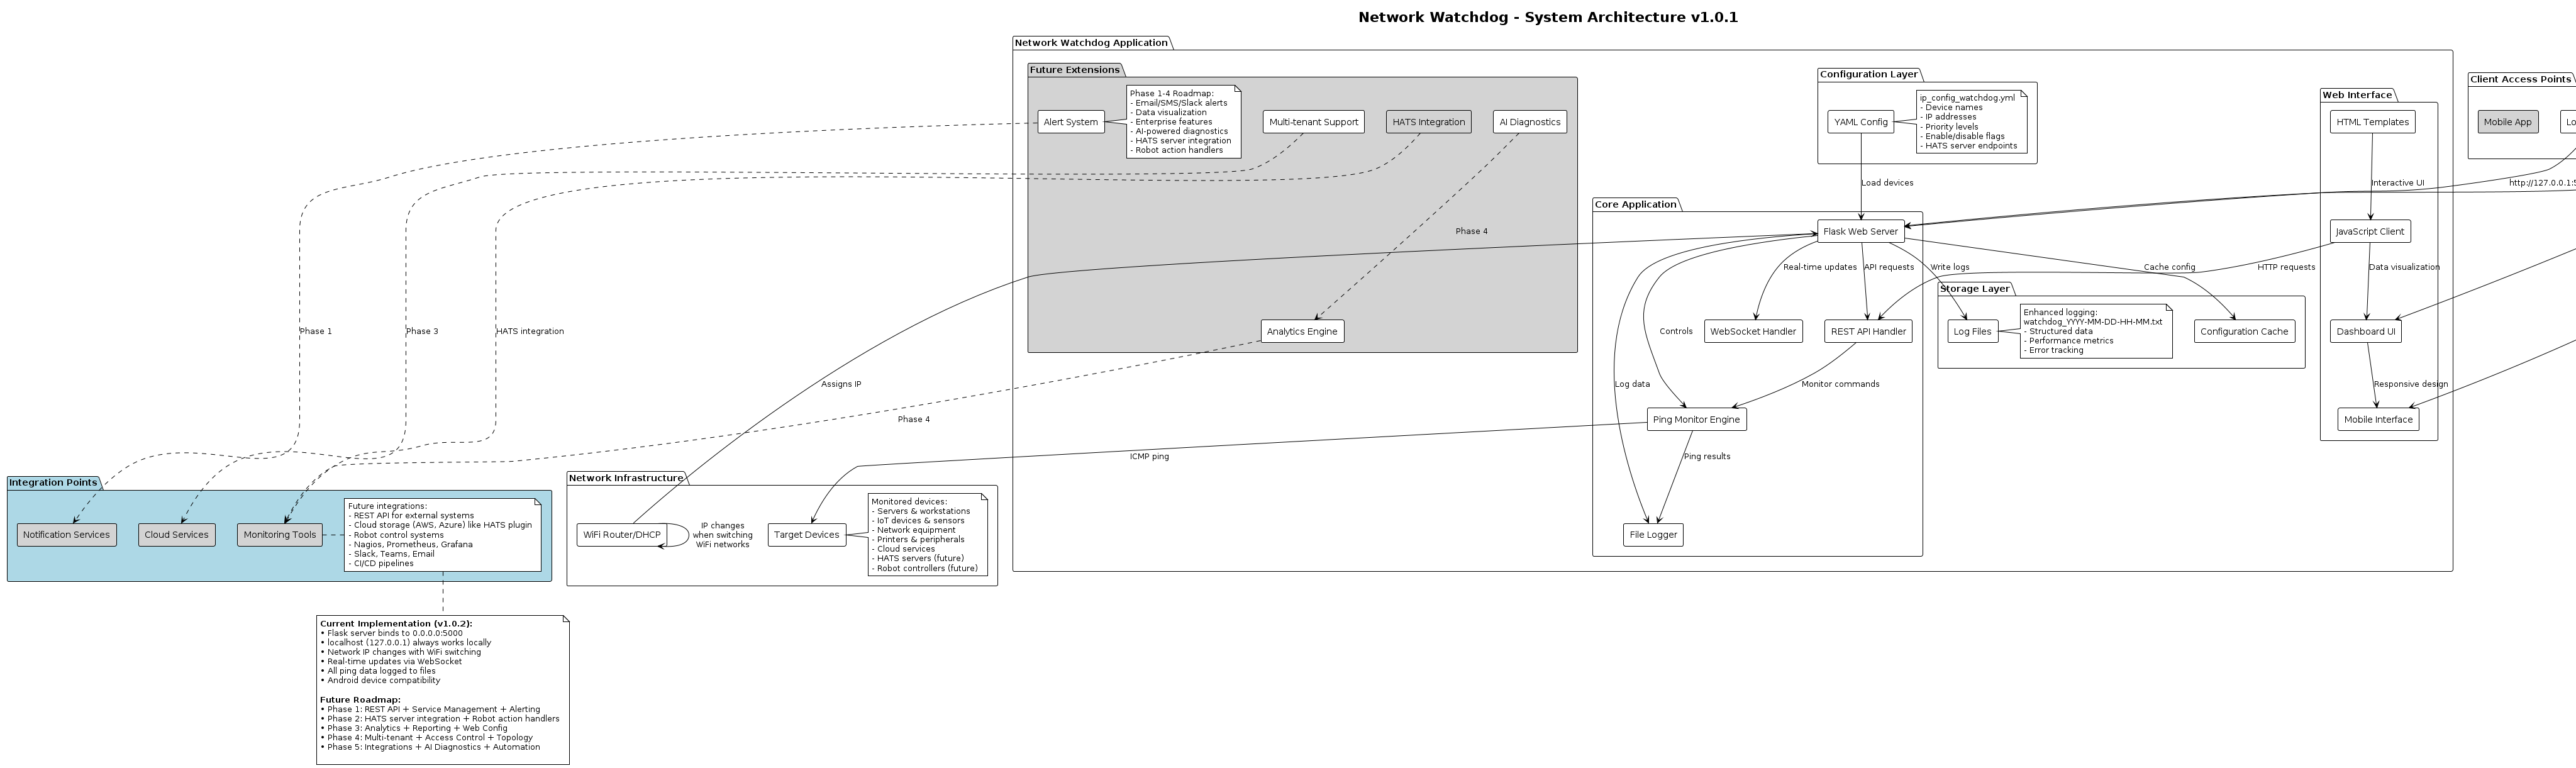 Network Watchdog - System Architecture v1.0.1
Network Watchdog Application
Future Extensions
Alert System
Phase 1-4 Roadmap:
- Email/SMS/Slack alerts
- Data visualization
- Enterprise features
- AI-powered diagnostics
- HATS server integration
- Robot action handlers
Multi-tenant Support
HATS Integration
AI Diagnostics
Phase 4
Analytics Engine
Configuration Layer
YAML Config
ip_config_watchdog.yml
- Device names
- IP addresses
- Priority levels
- Enable/disable flags
- HATS server endpoints
Load devices
Core Application
Flask Web Server
Real-time updates
API requests
Write logs
Cache config
HTTP requests
WebSocket Handler
REST API Handler
Controls
Log data
Monitor commands
Ping Monitor Engine
Ping results
File Logger
Storage Layer
Log Files
Enhanced logging:
watchdog_YYYY-MM-DD-HH-MM.txt
- Structured data
- Performance metrics
- Error tracking
Configuration Cache
Web Interface
HTML Templates
Interactive UI
JavaScript Client
Data visualization
Dashboard UI
Responsive design
Mobile Interface
Client Access Points
Mobile App
Lo
http://127.0.0.1:5
Phase 1
Phase 3
HATS integration
Assigns IP
Phase 4
ICMP ping
Integration Points
Notification Services
Cloud Services
Monitoring Tools
Future integrations:
- REST API for external systems
- Cloud storage (AWS, Azure) like HATS plugin
- Robot control systems
- Nagios, Prometheus, Grafana
- Slack, Teams, Email
- CI/CD pipelines
Network Infrastructure
WiFi Router/DHCP
IP changes
when switching
WiFi networks
Target Devices
Monitored devices:
- Servers & workstations
- IoT devices & sensors
- Network equipment
- Printers & peripherals
- Cloud services
- HATS servers (future)
- Robot controllers (future)
Current Implementation (v1.0.2):
• Flask server binds to 0.0.0.0:5000
• localhost (127.0.0.1) always works locally
• Network IP changes with WiFi switching
• Real-time updates via WebSocket
• All ping data logged to files
• Android device compatibility
Future Roadmap:
• Phase 1: REST API + Service Management + Alerting
• Phase 2: HATS server integration + Robot action handlers
• Phase 3: Analytics + Reporting + Web Config
• Phase 4: Multi-tenant + Access Control + Topology
• Phase 5: Integrations + AI Diagnostics + Automation